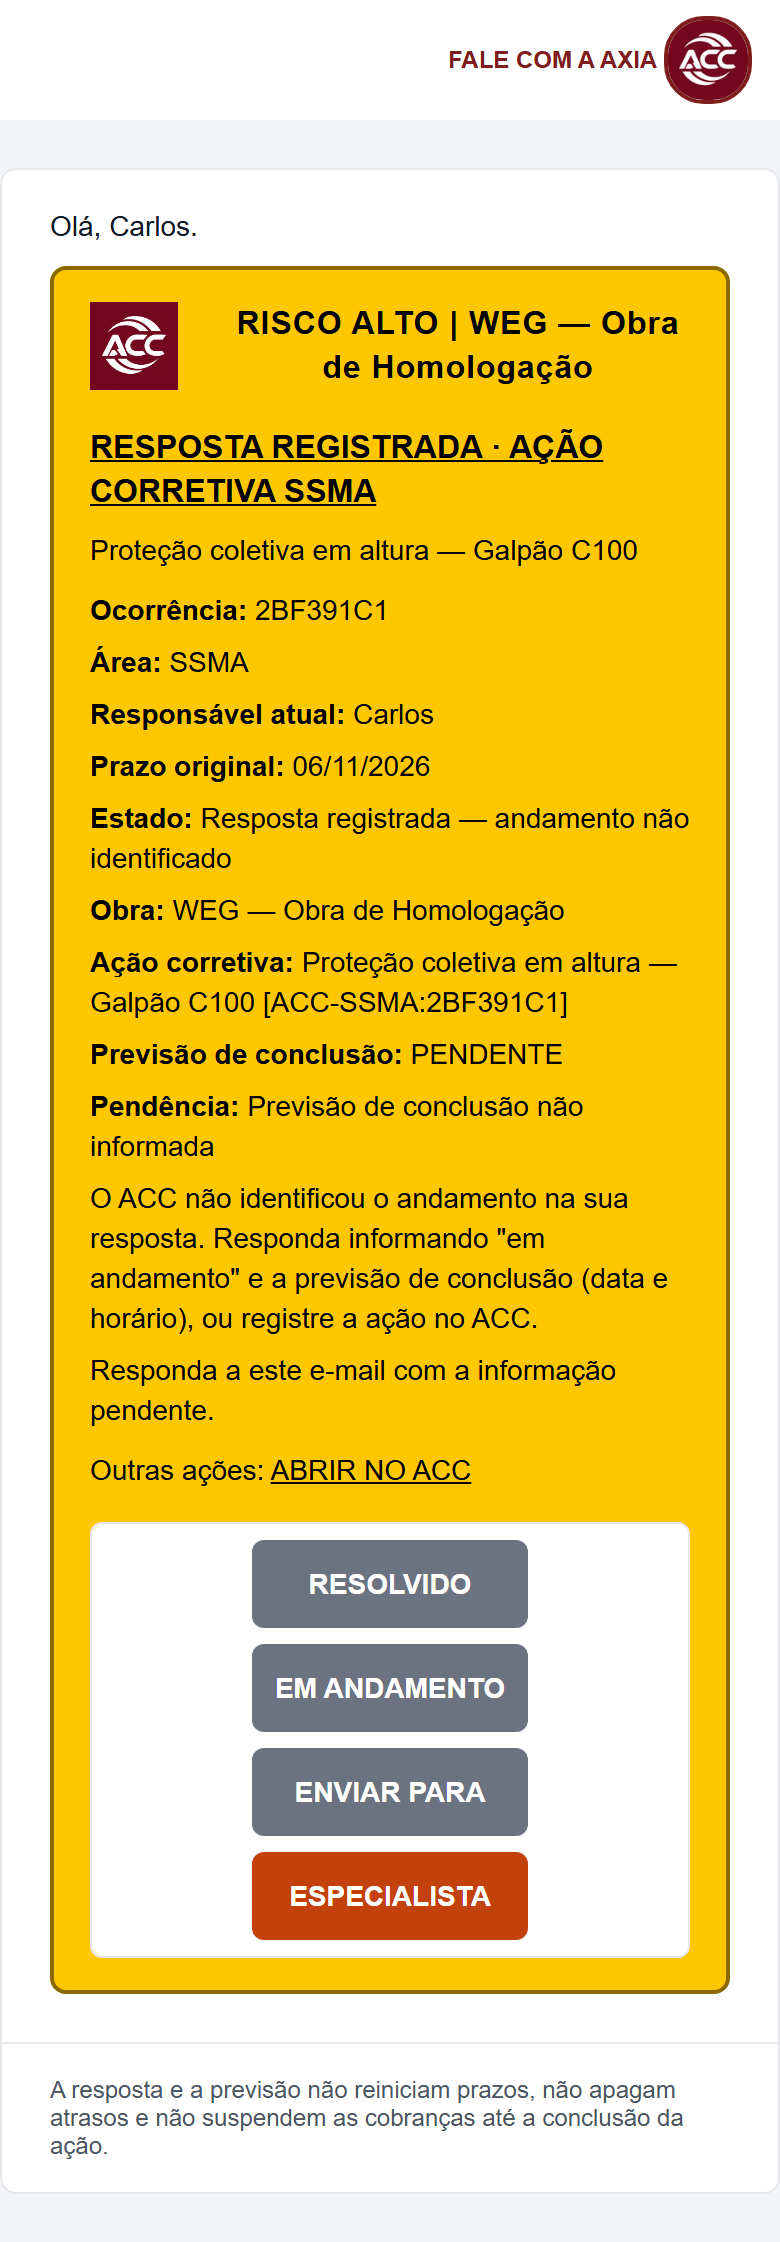 FALE COM A AXIA
ACC
Olá, Carlos.
ACC
RISCO ALTO | WEG — Obra
de Homologação
RESPOSTA REGISTRADA · AÇÃO
CORRETIVA SSMA
Proteção coletiva em altura — Galpão C100
Ocorrência: 2BF391C1
Área: SSMA
Responsável atual: Carlos
Prazo original: 06/11/2026
Estado: Resposta registrada — andamento não
identificado
Obra: WEG — Obra de Homologação
Ação corretiva: Proteção coletiva em altura —
Galpão C100 [ACC-SSMA:2BF391C1]
Previsão de conclusão: PENDENTE
Pendência: Previsão de conclusão não
informada
O ACC não identificou o andamento na sua
resposta. Responda informando "em
andamento" e a previsão de conclusão (data e
horário), ou registre a ação no ACC.
Responda a este e-mail com a informação
pendente.
Outras ações: ABRIR NO ACC
RESOLVIDO
EM ANDAMENTO
ENVIAR PARA
ESPECIALISTA
A resposta e a previsão não reiniciam prazos, não apagam
atrasos e não suspendem as cobranças até a conclusão da
ação.